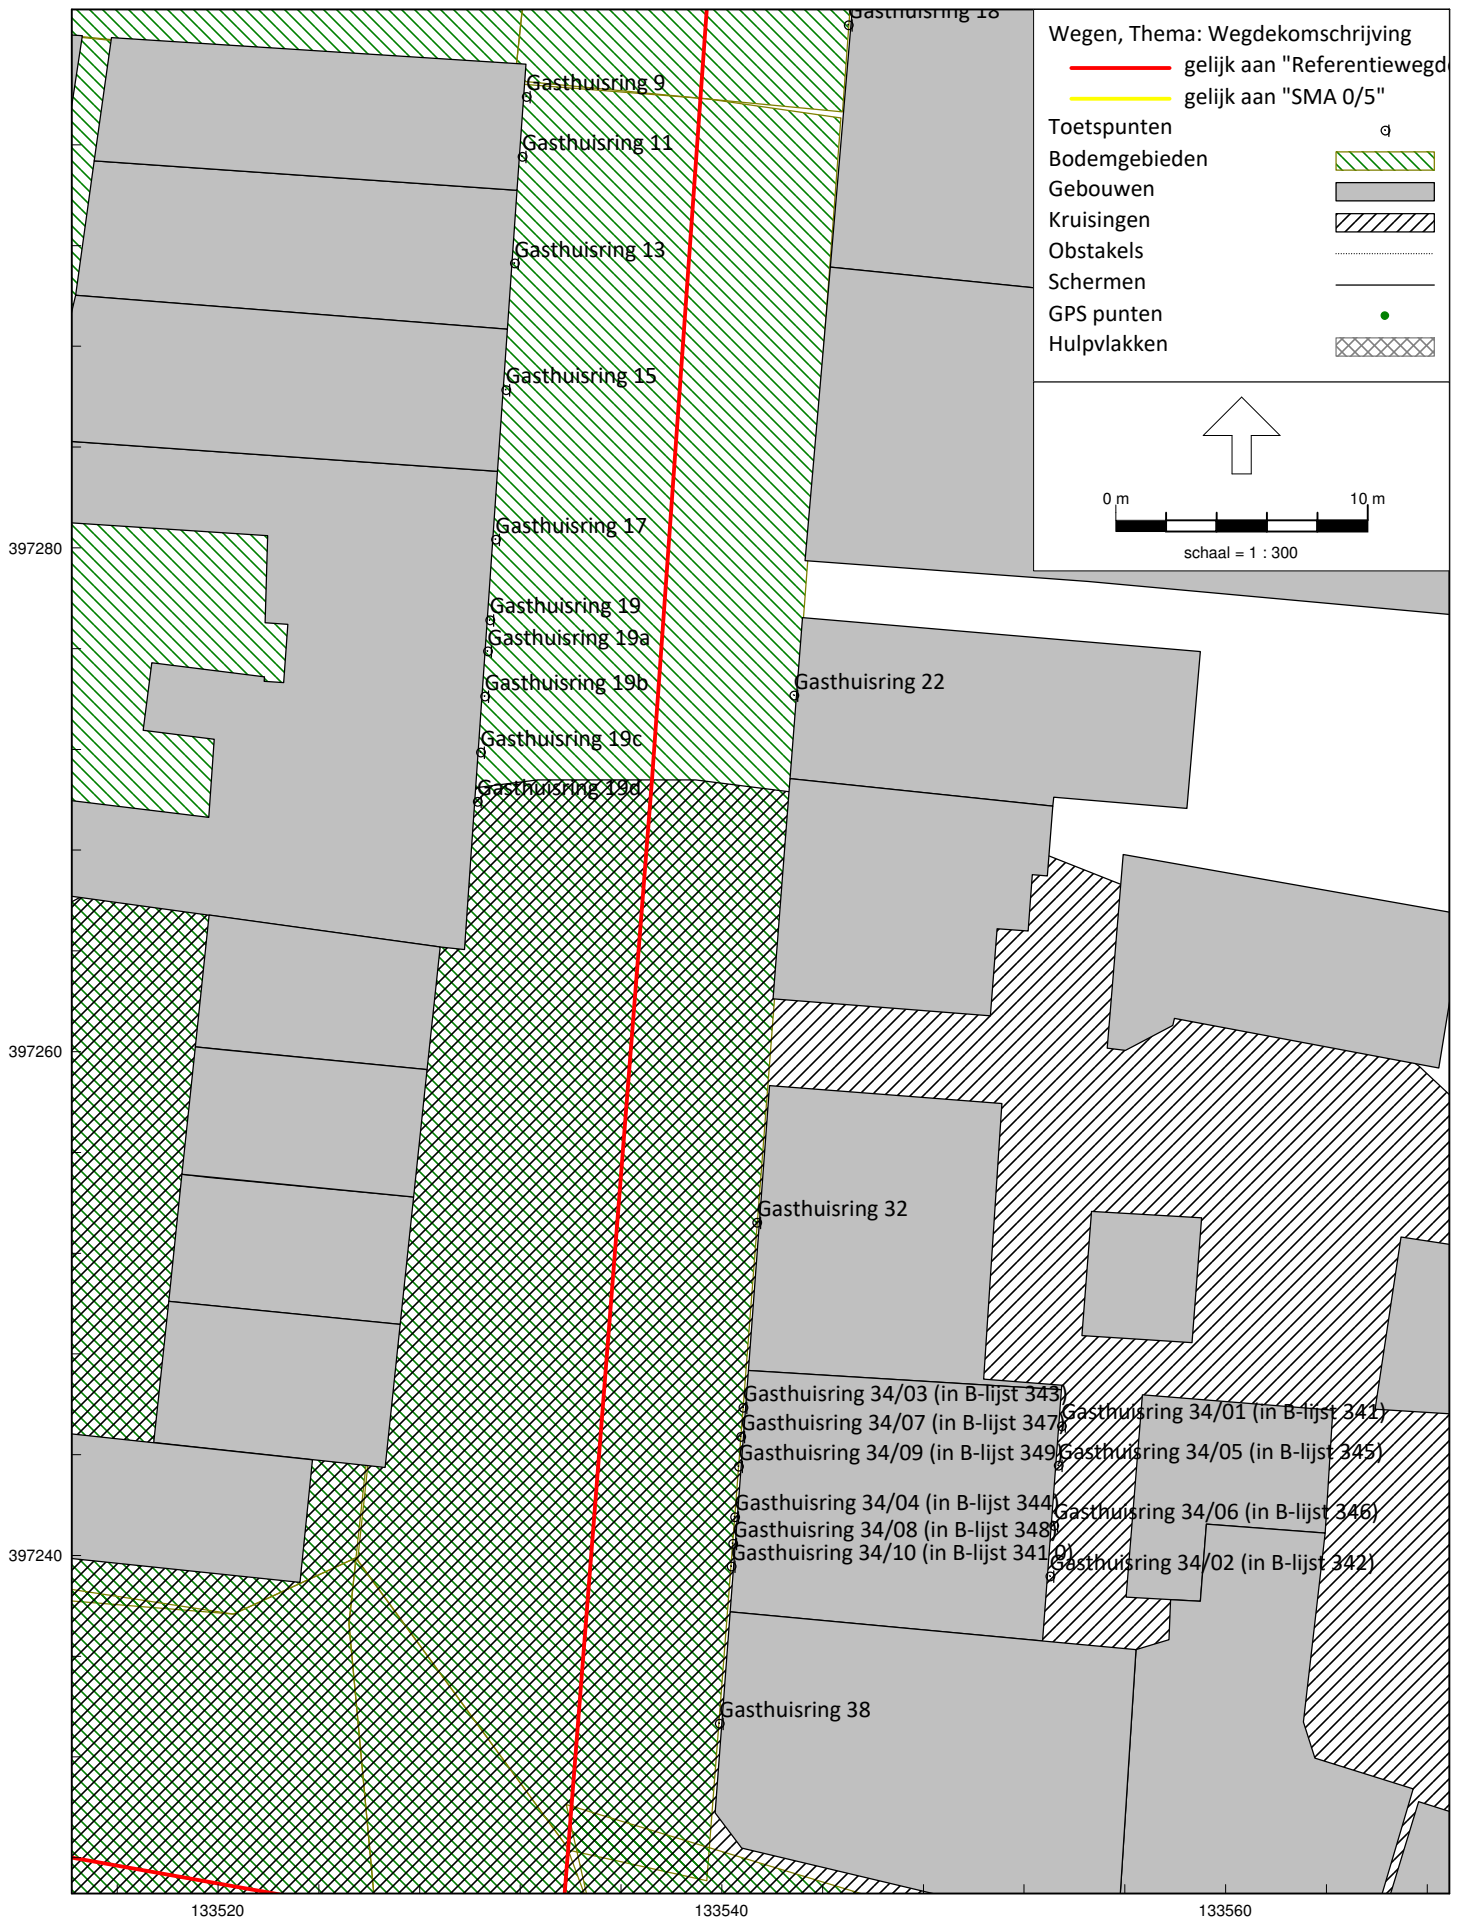 Gasthuisring 18
Wegen, Thema: Wegdekomschrijving
gelijk aan "Referentiewegd
gelijk aan "SMA 0/5"
Toetspunten
Bodemgebieden
Gebouwen
Kruisingen
Obstakels
Schermen
GPS punten
Hulpvlakken
0 m 10 m
schaal = 1 : 300
Gasthuisring 9
Gasthuisring 11
Gasthuisring 13
Gasthuisring 15
Gasthuisring 17
397280
Gasthuisring 19
Gasthuisring 19a
Gasthuisring 19b
Gasthuisring 22
Gasthuisring 19c
Gasthuisring 19d
397260
Gasthuisring 32
Gasthuisring 34/03 (in B-lijst 343)
Gasthuisring 34/01 (in B-lijst 341)
Gasthuisring 34/07 (in B-lijst 347)
Gasthuisring 34/09 (in B-lijst 349)
Gasthuisring 34/05 (in B-lijst 345)
Gasthuisring 34/04 (in B-lijst 344)
Gasthuisring 34/06 (in B-lijst 346)
Gasthuisring 34/08 (in B-lijst 348)
Gasthuisring 34/10 (in B-lijst 341 0)
Gasthuisring 34/02 (in B-lijst 342)
397240
Gasthuisring 38
133520 133540 133560